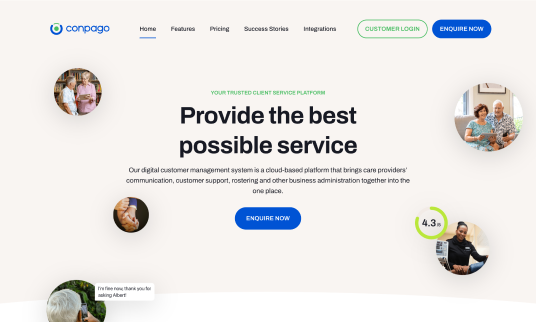 conpago
Home Features Pricing Success Stories Integrations CUSTOMER LOGIN ENQUIRE NOW
YOUR TRUSTED CLIENT SERVICE PLATFORM
Provide the best
possible service
Our digital customer management system is a cloud-based platform that brings care providers'
communication, customer support, rostering and other business administration together into the
one place.
ENQUIRE NOW
4.3/5
I'm fine now, thank you for
asking Albert!